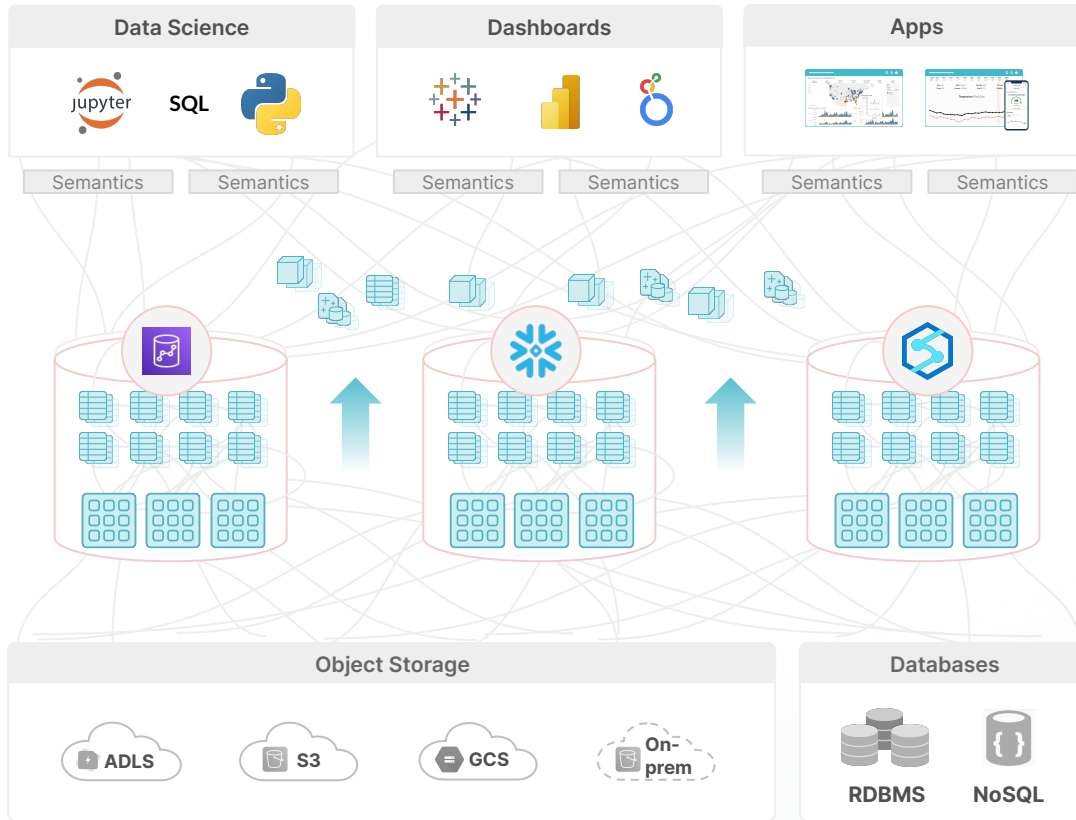 Data Science
Dashboards
Apps
jupyter
SQL
Semantics
Semantics
Semantics
Semantics
Semantics
Semantics
Object Storage
Databases
ADLS
S3
GCS
On-
prem
RDBMS
NoSQL